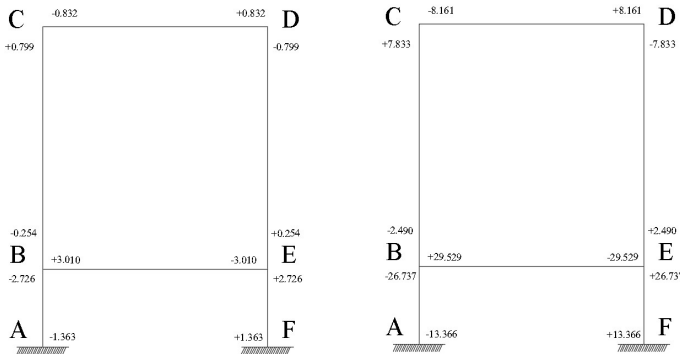 C -0.832 +0.832 D
+0.799 -0.799
-0.254 +0.254
B +3.010 -3.010 E
-2.726 +2.726
A -1.363 +1.363 F
C -8.161 +8.161 D
+7.833 -7.833
-2.490 +2.490
B +29.529 -29.529 E
-26.737 +26.737
A -13.366 +13.366 F